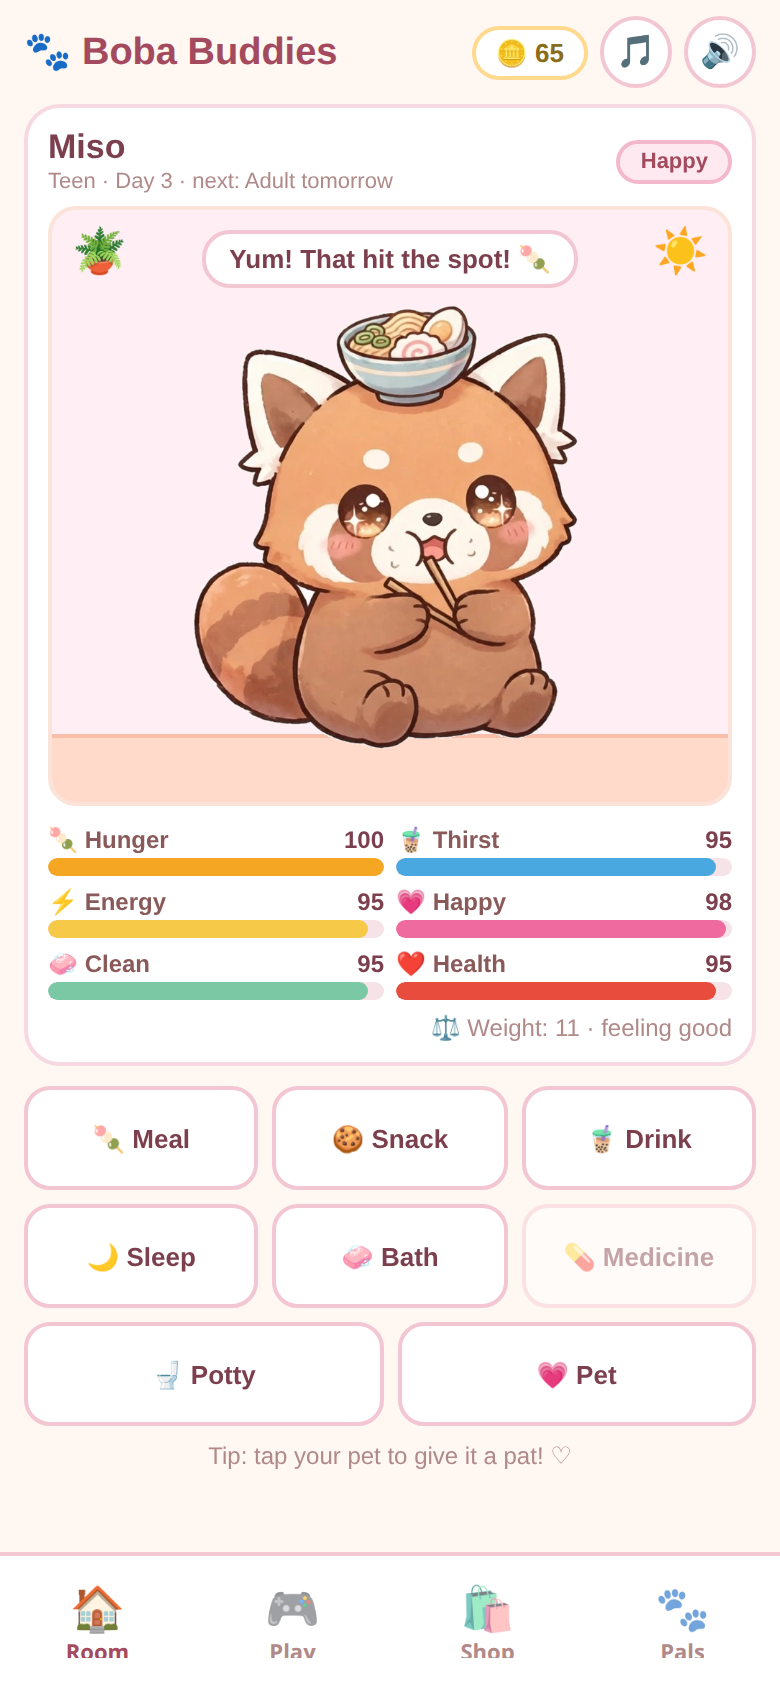 🐾 Boba Buddies
🪙 65
🎵
🔊
Miso
Teen · Day 3 · next: Adult tomorrow
Happy
Yum! That hit the spot! 🍡
🍡 Hunger 100
🧋 Thirst 95
⚡ Energy 95
💗 Happy 98
🧼 Clean 95
❤️ Health 95
⚖️ Weight: 11 · feeling good
🍡 Meal
🍪 Snack
🧋 Drink
🌙 Sleep
🧼 Bath
💊 Medicine
🚽 Potty
💗 Pet
Tip: tap your pet to give it a pat! ♡
Room
Play
Shop
Pals